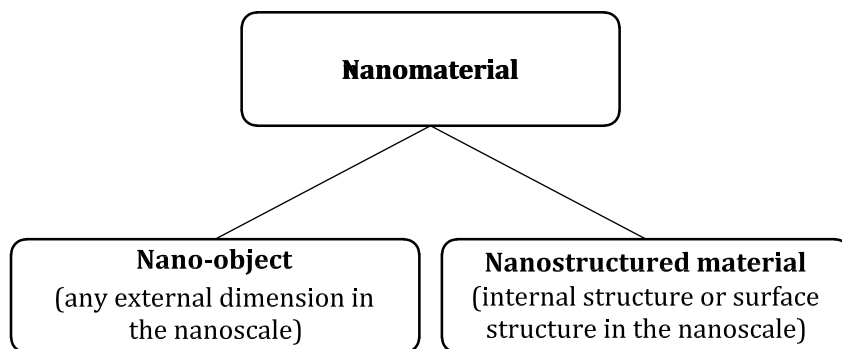 Nanomaterial
Nano-object
(any external dimension in
the nanoscale)
Nanostructured material
(internal structure or surface
structure in the nanoscale)